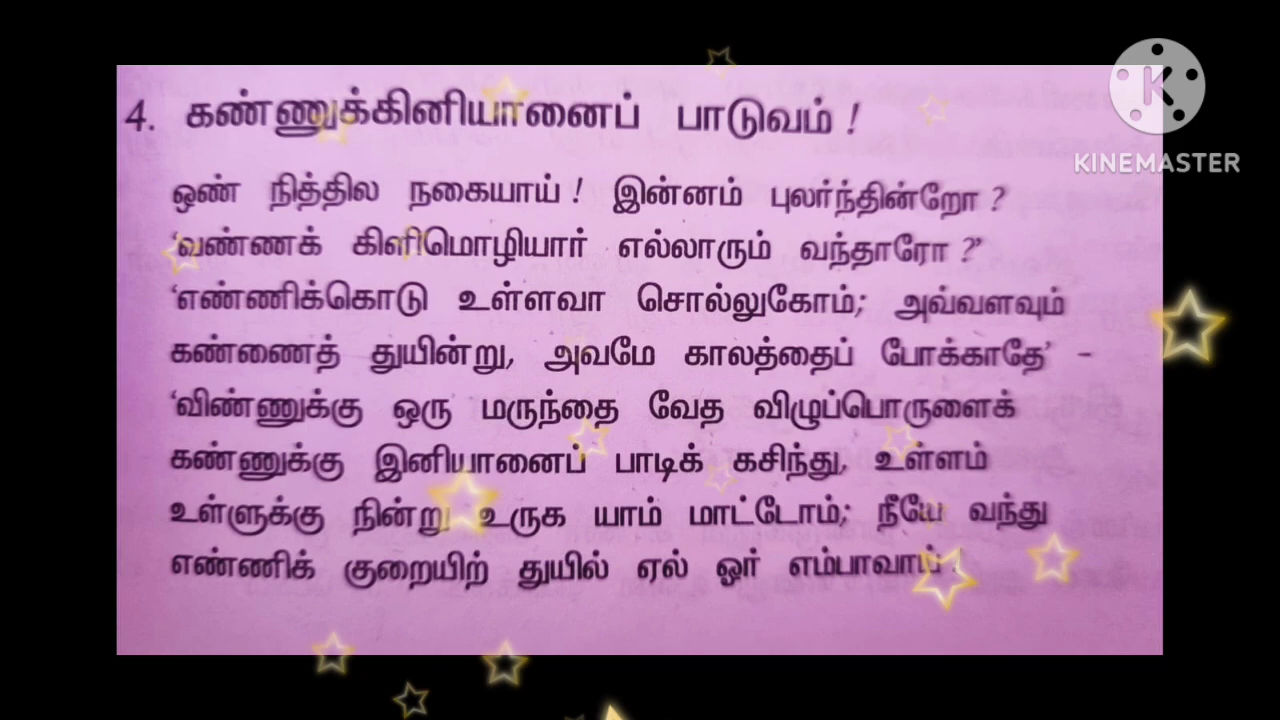 4. கண்ணுக்கினியானைப் பாடுவம் !
KINEMASTER
ஒண் நித்தில நகையாய் ! இன்னம் புலர்ந்தின்றோ ?
‘வண்ணக் கிளிமொழியார் எல்லாரும் வந்தாரோ ?’
‘எண்ணிக்கொடு உள்ளவா சொல்லுகோம்; அவ்வளவும்
கண்ணைத் துயின்று, அவமே காலத்தைப் போக்காதே’ -
‘விண்ணுக்கு ஒரு மருந்தை வேத விழுப்பொருளைக்
கண்ணுக்கு இனியானைப் பாடிக் கசிந்து, உள்ளம்
உள்ளுக்கு நின்று உருக யாம் மாட்டோம்; நீயே வந்து
எண்ணிக் குறையிற் துயில் ஏல் ஓர் எம்பாவாய் !